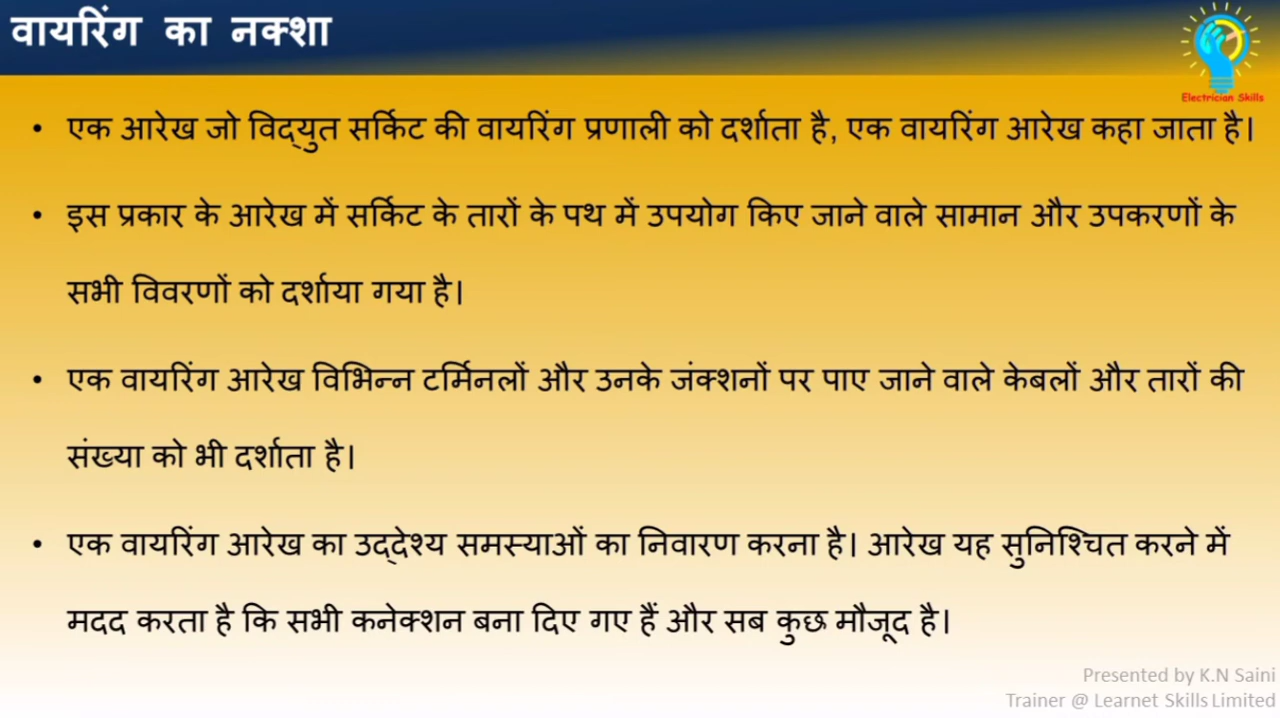 वायरिंग का नक्शा
Electrician Skills
• एक आरेख जो विद्युत सर्किट की वायरिंग प्रणाली को दर्शाता है, एक वायरिंग आरेख कहा जाता है।
• इस प्रकार के आरेख में सर्किट के तारों के पथ में उपयोग किए जाने वाले सामान और उपकरणों के
सभी विवरणों को दर्शाया गया है।
• एक वायरिंग आरेख विभिन्न टर्मिनलों और उनके जंक्शनों पर पाए जाने वाले केबलों और तारों की
संख्या को भी दर्शाता है।
• एक वायरिंग आरेख का उद्देश्य समस्याओं का निवारण करना है। आरेख यह सुनिश्चित करने में
मदद करता है कि सभी कनेक्शन बना दिए गए हैं और सब कुछ मौजूद है।
Presented by K.N Saini
Trainer @ Learnet Skills Limited